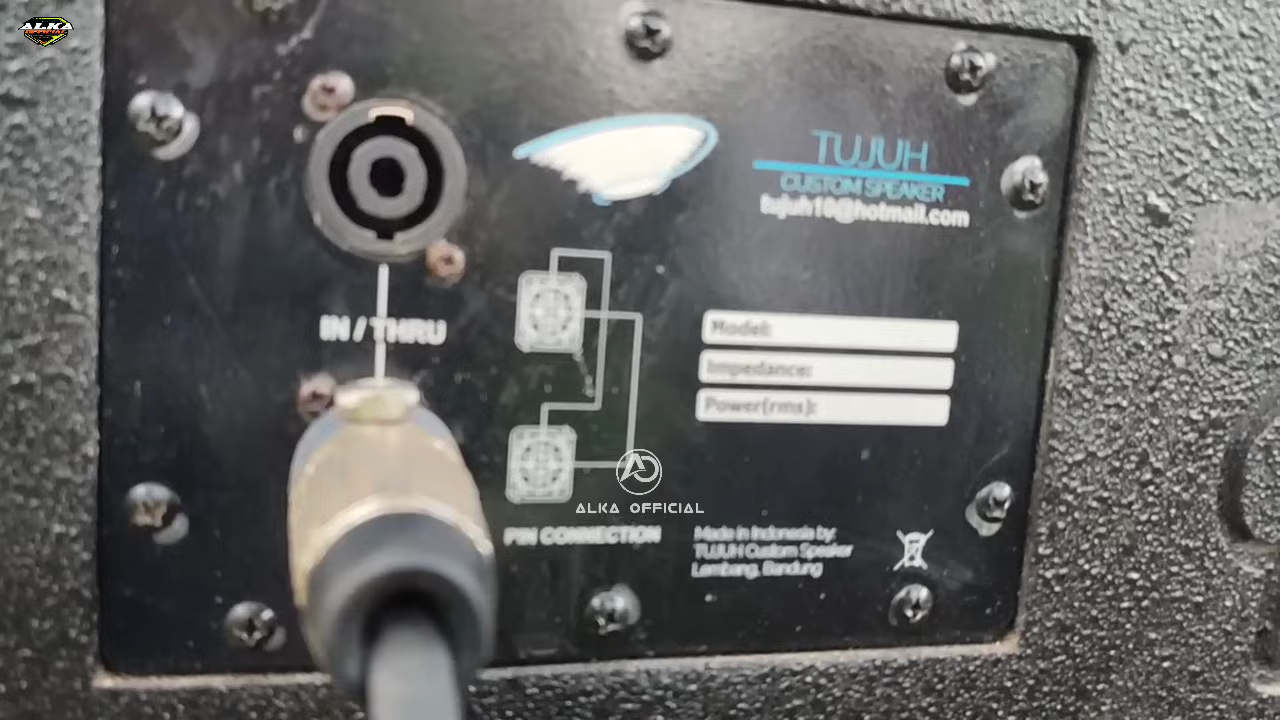 ALKA
OFFICIAL
TUJUH
CUSTOM SPEAKER
tujuh10@hotmail.com
IN / THRU
Model:
Impedance:
Power(rms):
ALKA OFFICIAL
PIN CONNECTION
Made in Indonesia by:
TUJUH Custom Speaker
Lembang, Bandung